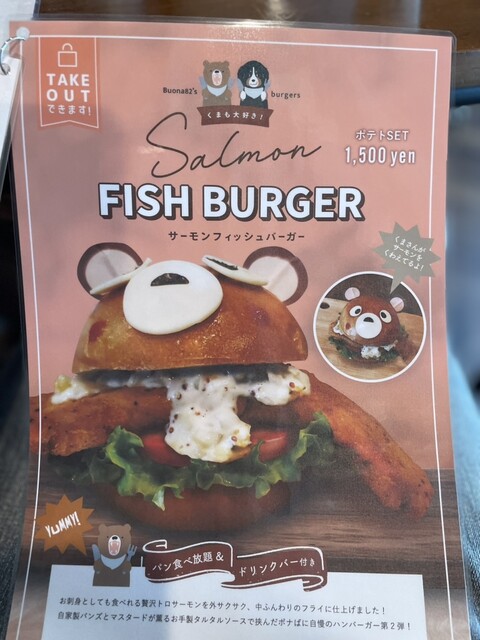 TAKE
OUT
できます!
Buona82's burgers
くまも大好き!
Salmon
ポテトSET
1,500 yen
FISH BURGER
サーモンフィッシュバーガー
くまさんが
サーモンを
くわえてるよ!
YUMMY!
パン食べ放題&
ドリンクバー付き
お刺身としても食べれる贅沢トロサーモンを外サクサク、中ふんわりのフライに仕上げました!
自家製バンズとマスタードが薫るお手製タルタルソースで挟んだボナぱに自慢のハンバーガー第2弾!